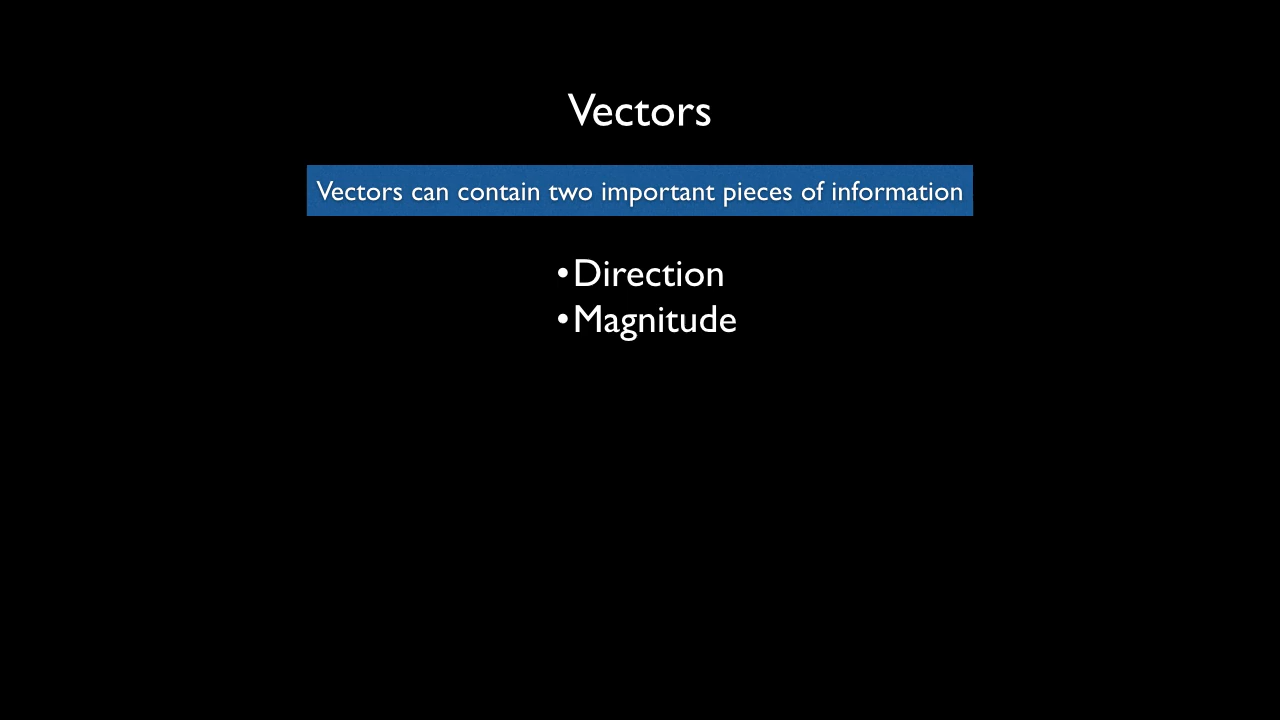 Vectors
Vectors can contain two important pieces of information
•Direction
•Magnitude